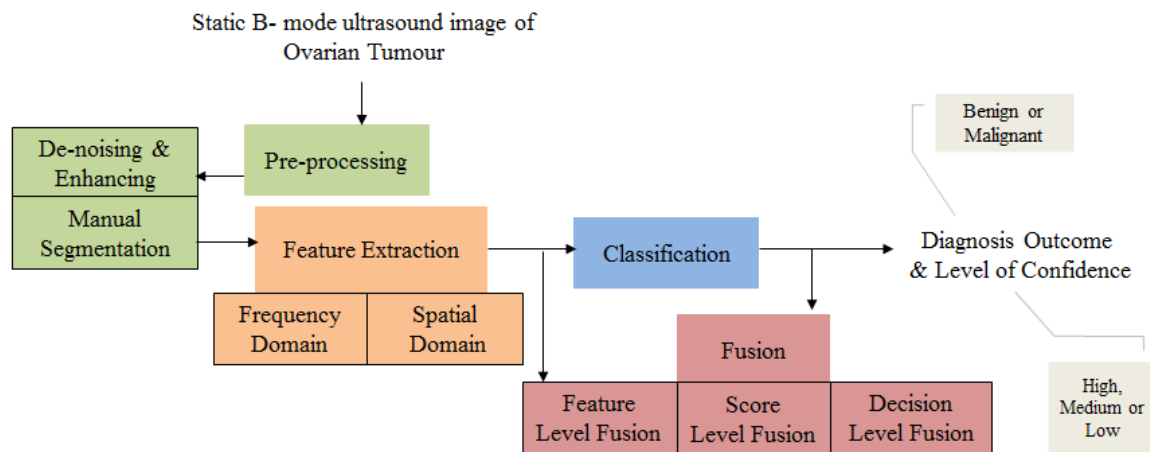 Static B- mode ultrasound image of
Ovarian Tumour
De-noising &
Enhancing
Pre-processing
Benign or
Malignant
Manual
Segmentation
Feature Extraction
Classification
Diagnosis Outcome
& Level of Confidence
Frequency
Domain
Spatial
Domain
Fusion
Feature
Level Fusion
Score
Level Fusion
Decision
Level Fusion
High,
Medium or
Low